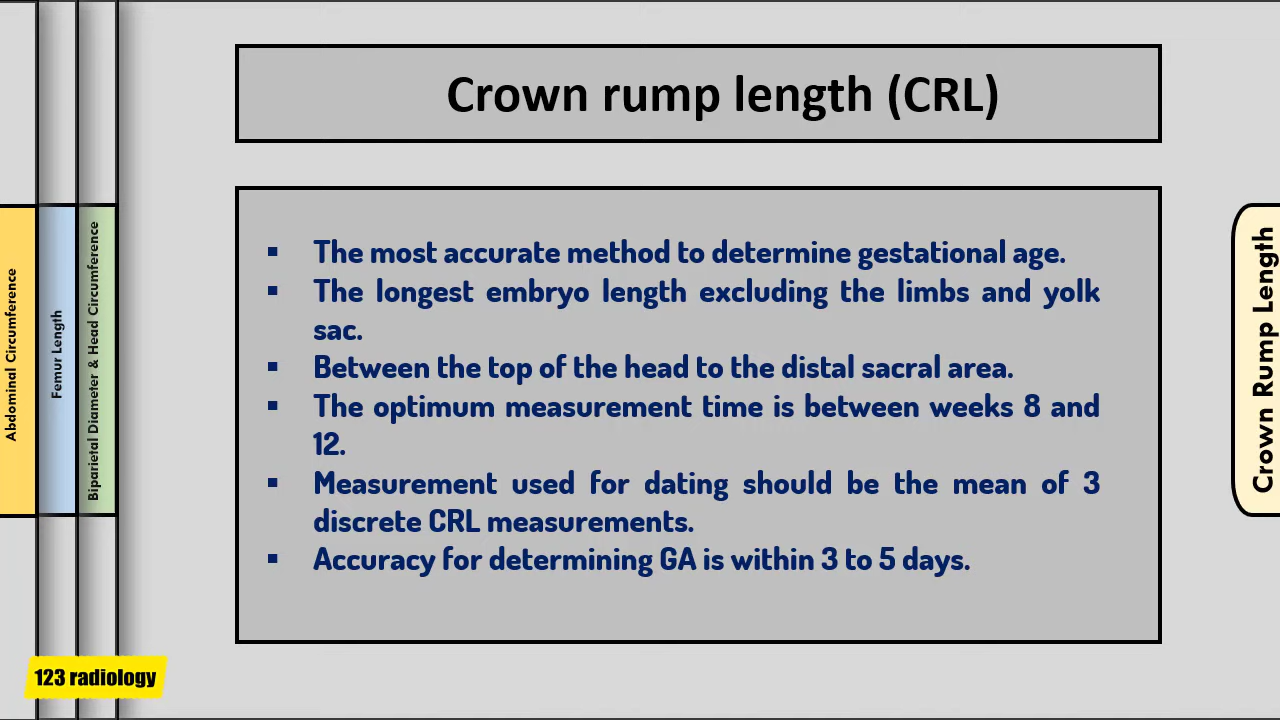 Crown rump length (CRL)
▪ The most accurate method to determine gestational age.
▪ The longest embryo length excluding the limbs and yolk
sac.
▪ Between the top of the head to the distal sacral area.
▪ The optimum measurement time is between weeks 8 and
12.
▪ Measurement used for dating should be the mean of 3
discrete CRL measurements.
▪ Accuracy for determining GA is within 3 to 5 days.
Abdominal Circumference
Femur Length
Biparietal Diameter & Head Circumference
Crown Rump Length
123 radiology